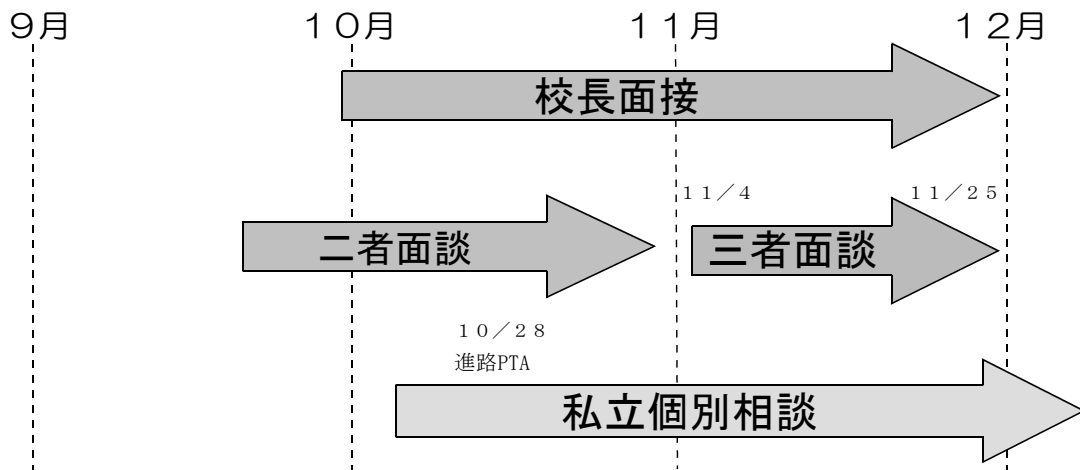 ９月 １０月 １１月 １２月
校長面接
１１／４ １１／２５
二者面談 三者面談
１０／２８
進路PTA
私立個別相談